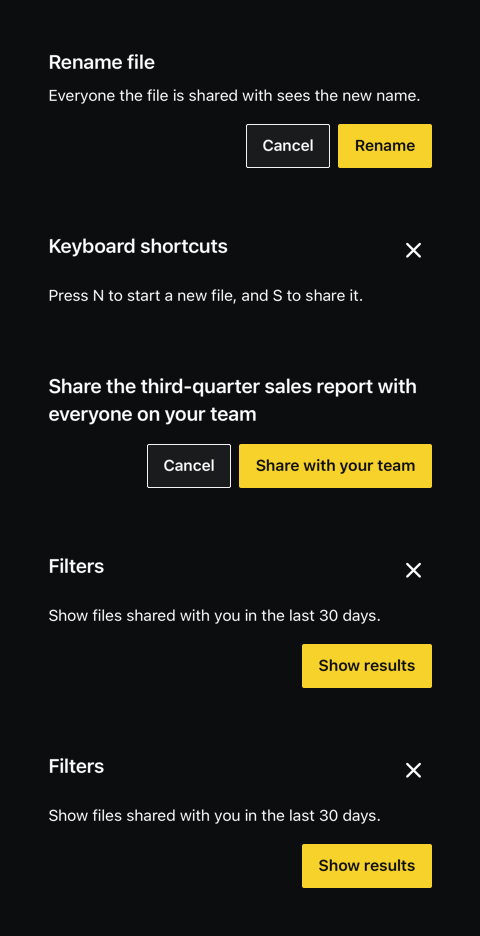 Rename file
Everyone the file is shared with sees the new name.
Cancel
Rename
Keyboard shortcuts
Press N to start a new file, and S to share it.
Share the third-quarter sales report with
everyone on your team
Cancel
Share with your team
Filters
Show files shared with you in the last 30 days.
Show results
Filters
Show files shared with you in the last 30 days.
Show results